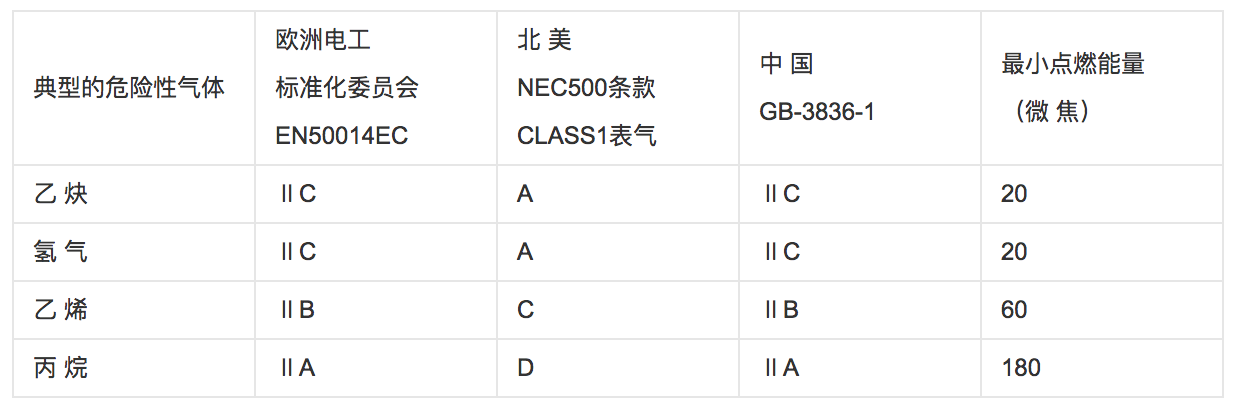 典型的危险性气体
欧洲电工
标准化委员会
EN50014EC
北 美
NEC500条款
CLASS1表气
中 国
GB-3836-1
最小点燃能量
（微 焦）
乙 炔
ⅡC
A
ⅡC
20
氢 气
ⅡC
A
ⅡC
20
乙 烯
ⅡB
C
ⅡB
60
丙 烷
ⅡA
D
ⅡA
180